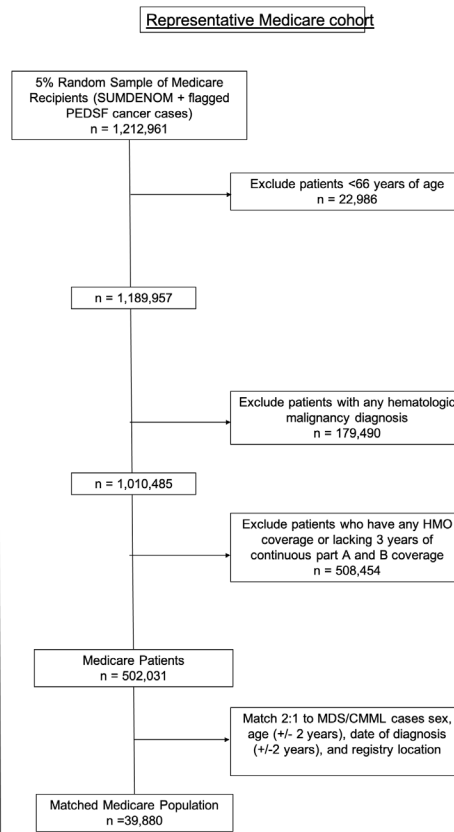 Representative Medicare cohort
5% Random Sample of Medicare
Recipients (SUMDENOM + flagged
PEDSF cancer cases)
n = 1,212,961
Exclude patients <66 years of age
n = 22,986
n = 1,189,957
Exclude patients with any hematologic
malignancy diagnosis
n = 179,490
n = 1,010,485
Exclude patients who have any HMO
coverage or lacking 3 years of
continuous part A and B coverage
n = 508,454
Medicare Patients
n = 502,031
Match 2:1 to MDS/CMML cases sex,
age (+/- 2 years), date of diagnosis
(+/-2 years), and registry location
Matched Medicare Population
n =39,880